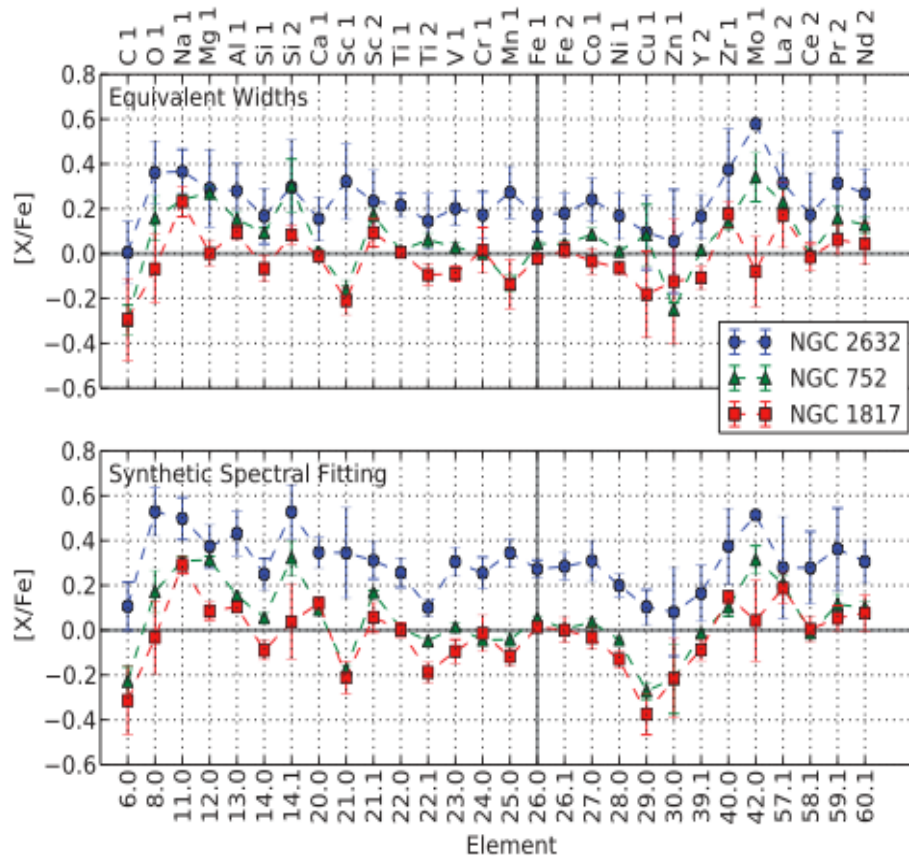 C 1 O 1 Na 1 Mg 1 Al 1 Si 1 Si 2 Ca 1 Sc 1 Sc 2 Ti 1 Ti 2 V 1 Cr 1 Mn 1 Fe 1 Fe 2 Co 1 Ni 1 Cu 1 Zn 1 Y 2 Zr 1 Mo 1 La 2 Ce 2 Pr 2 Nd 2
0.8
Equivalent Widths
0.6
0.4
0.2
[X/Fe]
0.0
−0.2
−0.4
−0.6
NGC 2632
NGC 752
NGC 1817
0.8
Synthetic Spectral Fitting
0.6
0.4
0.2
[X/Fe]
0.0
−0.2
−0.4
−0.6
6.0 8.0 11.0 12.0 13.0 14.0 14.1 20.0 21.0 21.1 22.0 22.1 23.0 24.0 25.0 26.0 26.1 27.0 28.0 29.0 30.0 39.1 40.0 42.0 57.1 58.1 59.1 60.1
Element